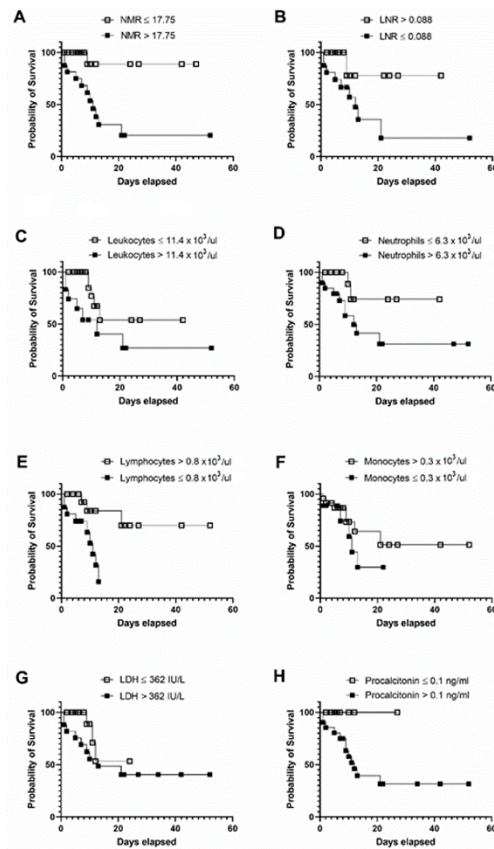 A
NMR ≤ 17.75
NMR > 17.75
Probability of Survival
100
50
0
0 20 40 60
Days elapsed
B
LNR > 0.088
LNR ≤ 0.088
Probability of Survival
100
50
0
0 20 40 60
Days elapsed
C
Leukocytes ≤ 11.4 x 10³/ul
Leukocytes > 11.4 x 10³/ul
Probability of Survival
100
50
0
0 20 40 60
Days elapsed
D
Neutrophils ≤ 6.3 x 10³/ul
Neutrophils > 6.3 x 10³/ul
Probability of Survival
100
50
0
0 20 40 60
Days elapsed
E
Lymphocytes > 0.8 x10³/ul
Lymphocytes ≤ 0.8 x10³/ul
Probability of Survival
100
50
0
0 20 40 60
Days elapsed
F
Monocytes > 0.3 x10³/ul
Monocytes ≤ 0.3 x10³/ul
Probability of Survival
100
50
0
0 20 40 60
Days elapsed
G
LDH ≤ 362 IU/L
LDH > 362 IU/L
Probability of Survival
100
50
0
0 20 40 60
Days elapsed
H
Procalcitonin ≤ 0.1 ng/ml
Procalcitonin > 0.1 ng/ml
Probability of Survival
100
50
0
0 20 40 60
Days elapsed